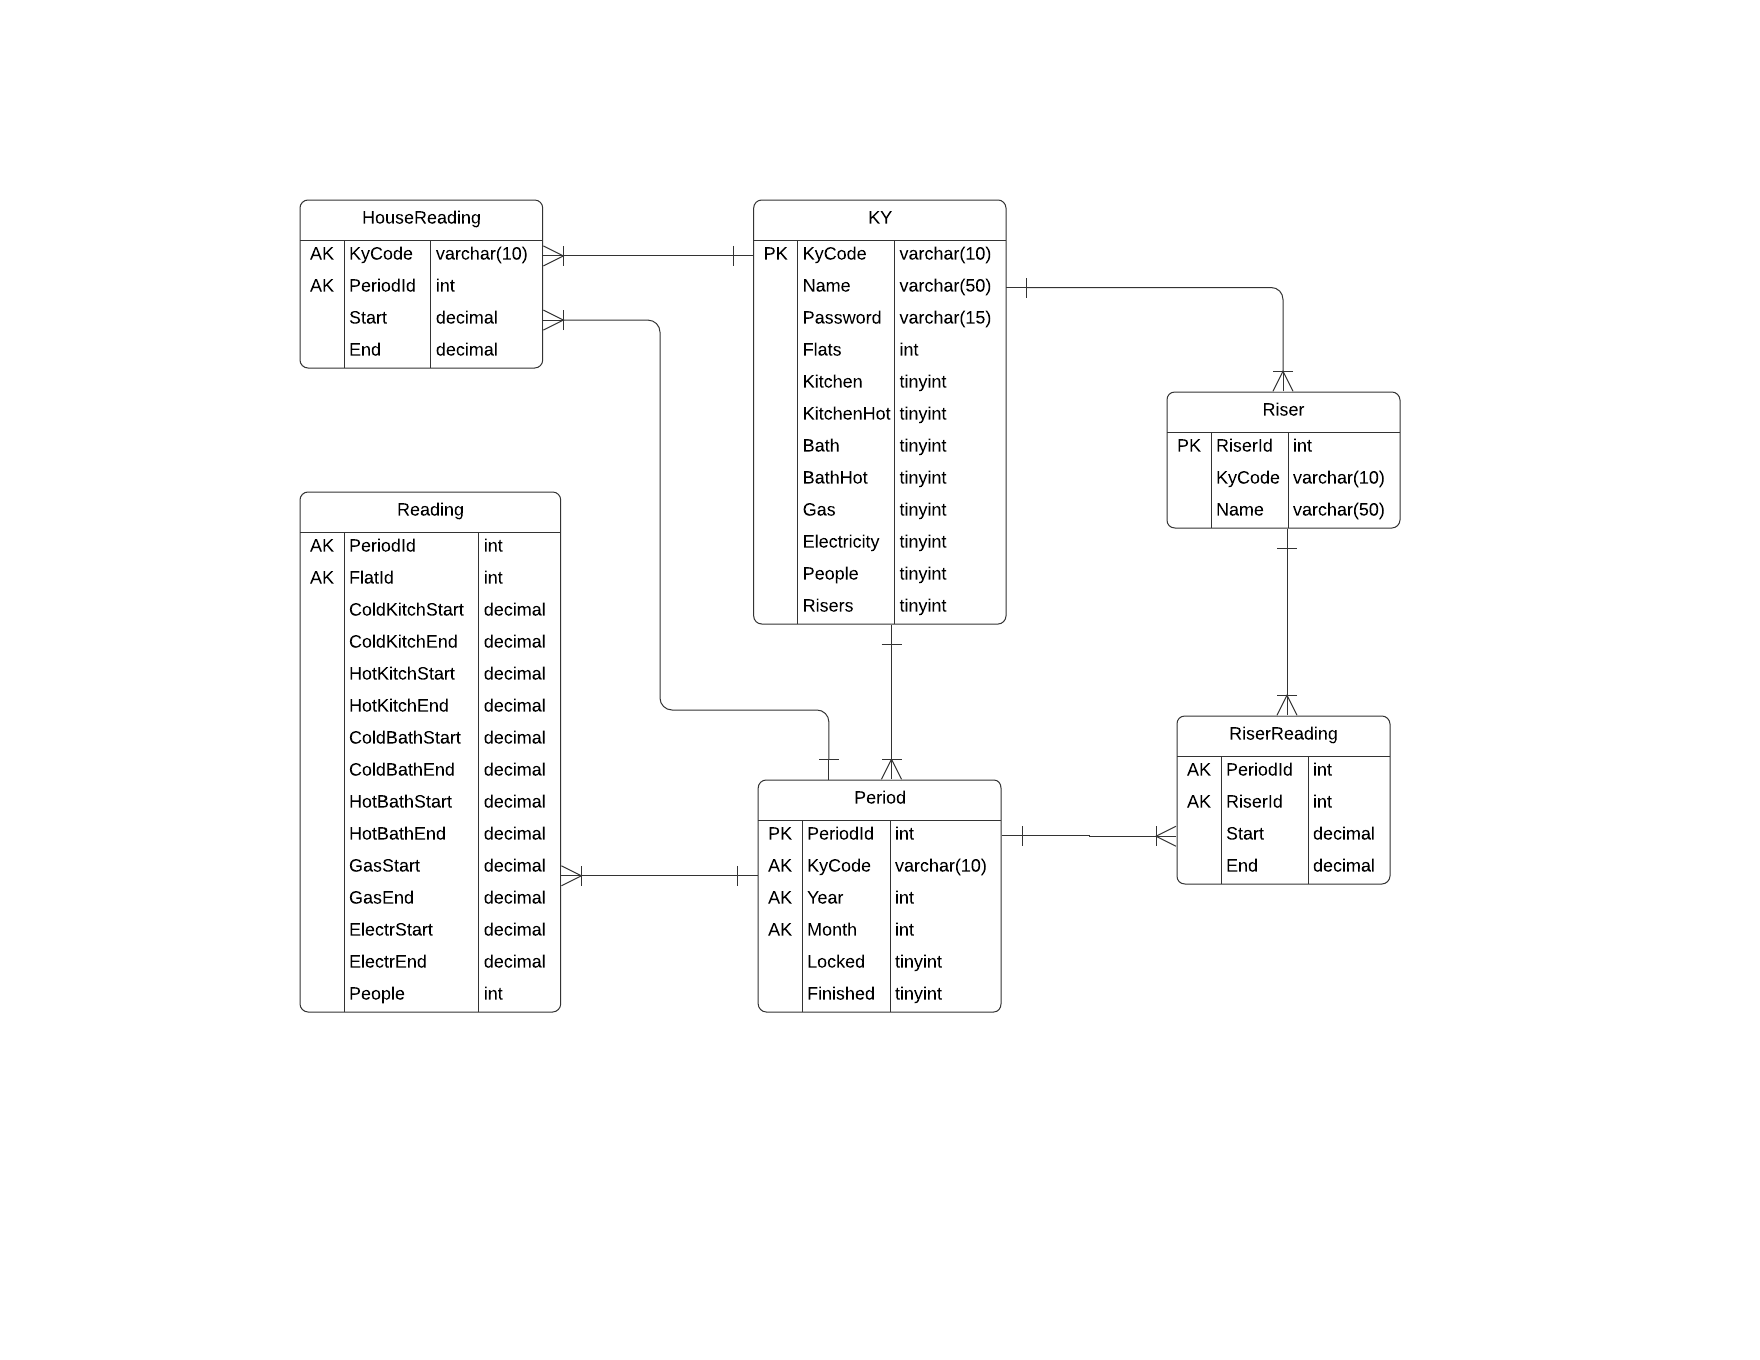 HouseReading
AK KyCode varchar(10)
AK PeriodId int
Start decimal
End decimal
KY
PK KyCode varchar(10)
Name varchar(50)
Password varchar(15)
Flats int
Kitchen tinyint
KitchenHot tinyint
Bath tinyint
BathHot tinyint
Gas tinyint
Electricity tinyint
People tinyint
Risers tinyint
Riser
PK RiserId int
KyCode varchar(10)
Name varchar(50)
Reading
AK PeriodId int
AK FlatId int
ColdKitchStart decimal
ColdKitchEnd decimal
HotKitchStart decimal
HotKitchEnd decimal
ColdBathStart decimal
ColdBathEnd decimal
HotBathStart decimal
HotBathEnd decimal
GasStart decimal
GasEnd decimal
ElectrStart decimal
ElectrEnd decimal
People int
Period
PK PeriodId int
AK KyCode varchar(10)
AK Year int
AK Month int
Locked tinyint
Finished tinyint
RiserReading
AK PeriodId int
AK RiserId int
Start decimal
End decimal